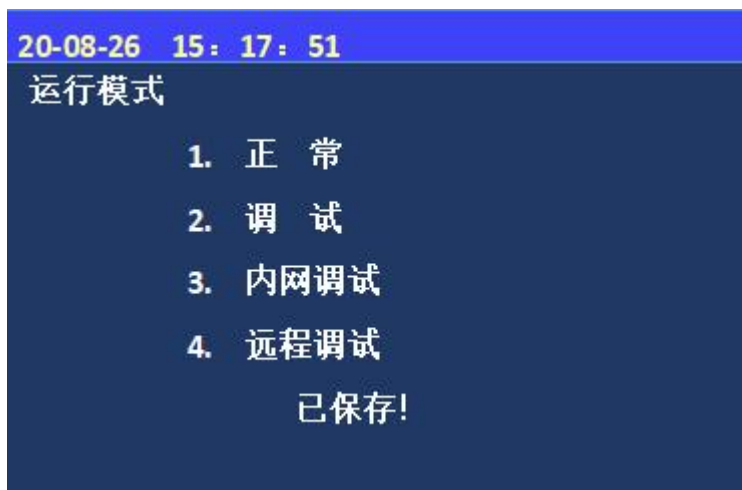 20-08-26 15：17：51
运行模式
1. 正 常
2. 调 试
3. 内网调试
4. 远程调试
已保存!